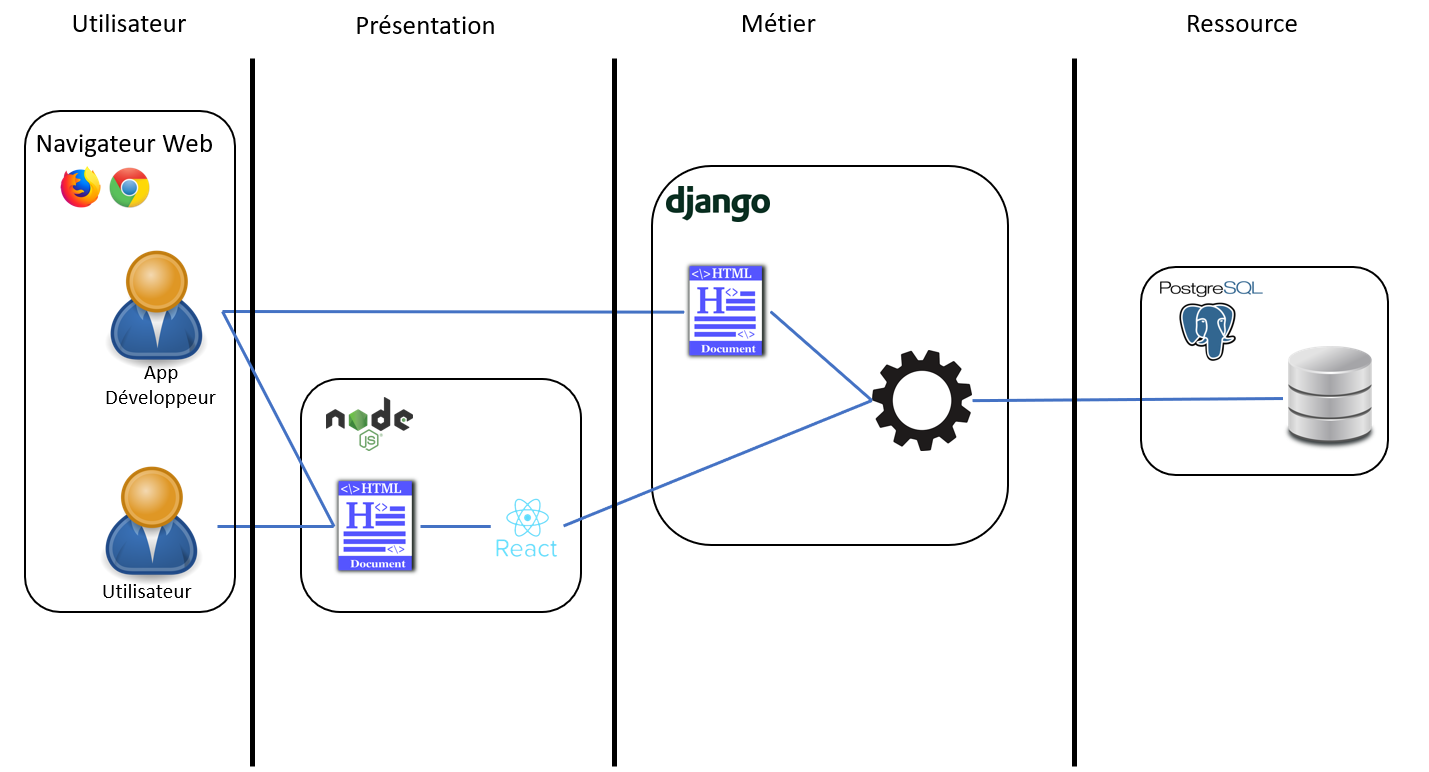 Utilisateur
Présentation
Métier
Ressource
Navigateur Web
django
<\>HTML
H
<>
<\>
Document
PostgreSQL
App
Développeur
node
JS
<\>HTML
H
<>
<\>
Document
React
Utilisateur